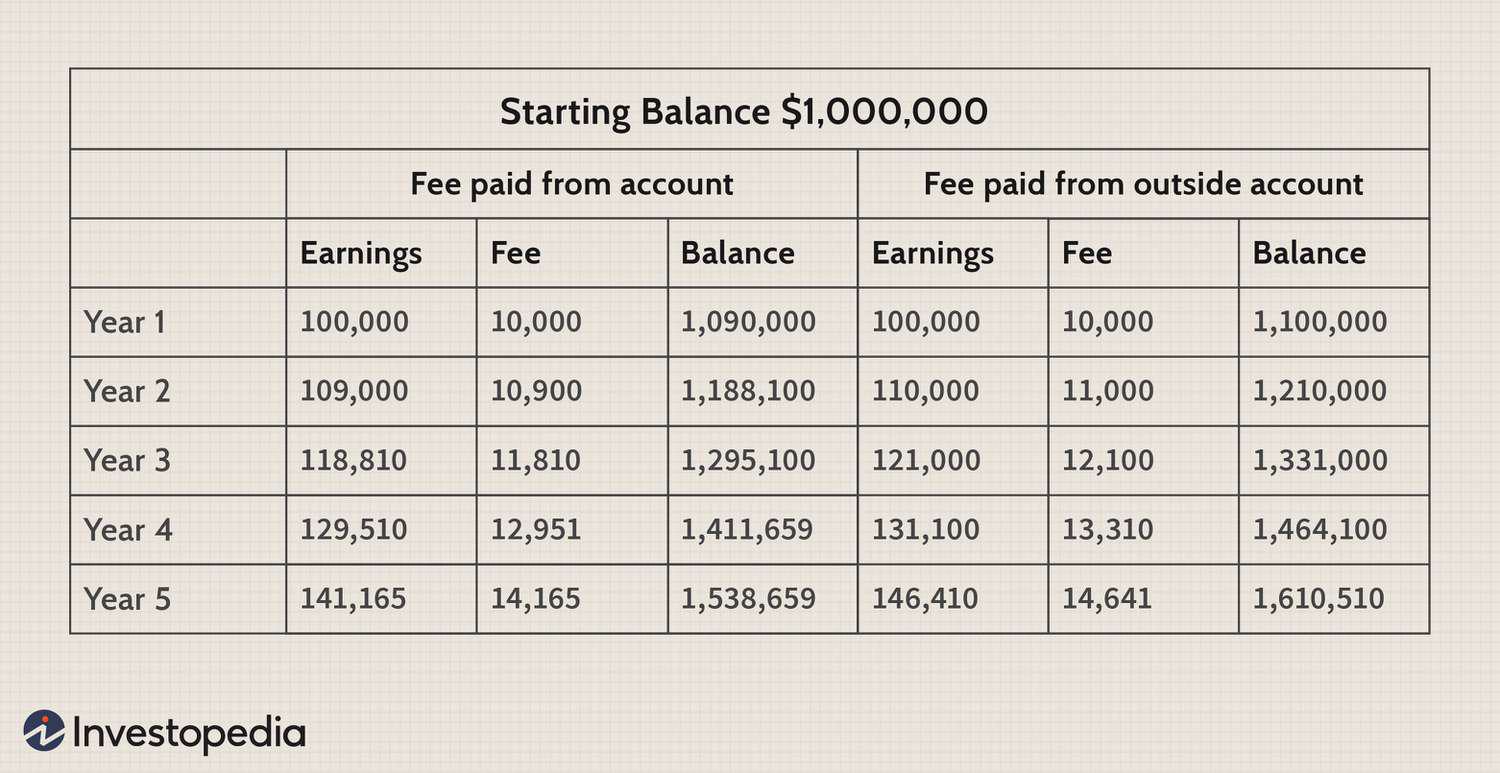 Starting Balance $1,000,000
Fee paid from account Fee paid from outside account
Earnings Fee Balance Earnings Fee Balance
Year 1 100,000 10,000 1,090,000 100,000 10,000 1,100,000
Year 2 109,000 10,900 1,188,100 110,000 11,000 1,210,000
Year 3 118,810 11,810 1,295,100 121,000 12,100 1,331,000
Year 4 129,510 12,951 1,411,659 131,100 13,310 1,464,100
Year 5 141,165 14,165 1,538,659 146,410 14,641 1,610,510
Investopedia